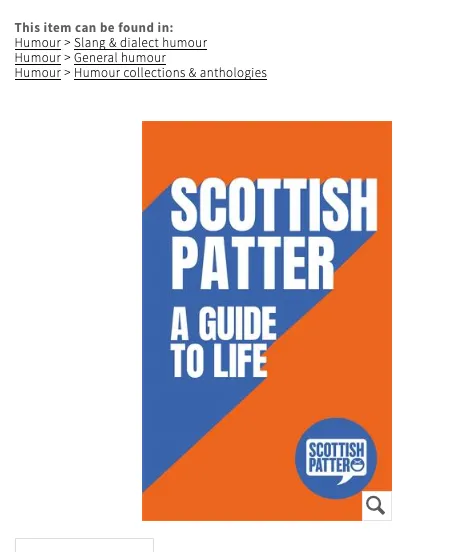 This item can be found in:
Humour > Slang & dialect humour
Humour > General humour
Humour > Humour collections & anthologies
SCOTTISH
PATTER
A GUIDE
TO LIFE
SCOTTISH
PATTER